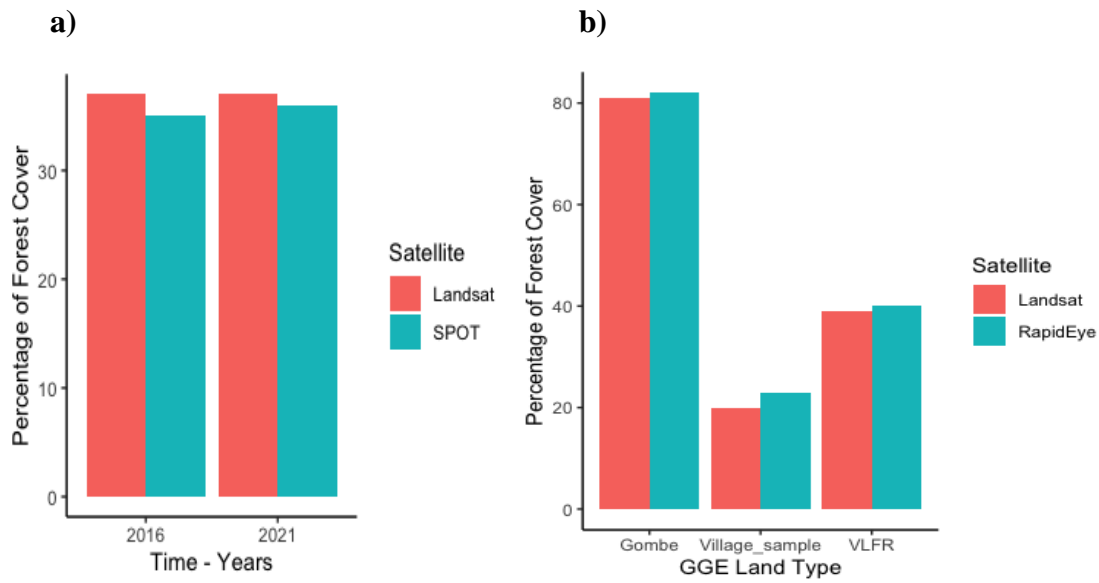 a)
Percentage of Forest Cover
30
20
10
0
2016
2021
Time - Years
Satellite
Landsat
SPOT
b)
Percentage of Forest Cover
80
60
40
20
0
Gombe
Village_sample
VLFR
GGE Land Type
Satellite
Landsat
RapidEye